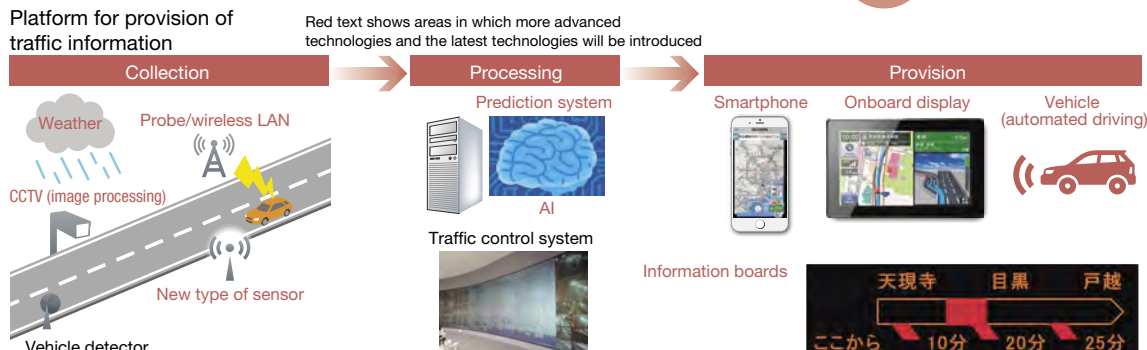 Platform for provision of
traffic information
Red text shows areas in which more advanced
technologies and the latest technologies will be introduced
Collection
Processing
Provision
Weather
Probe/wireless LAN
CCTV (image processing)
New type of sensor
Vehicle detector
Prediction system
AI
Traffic control system
Smartphone
Onboard display
Vehicle
(automated driving)
Information boards
天現寺 目黒 戸越
ここから 10分 20分 25分